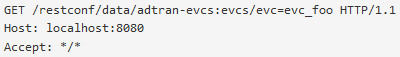 GET /restconf/data/adtran-evcs:evcs/evc=evc_foo HTTP/1.1
Host: localhost:8080
Accept: */*